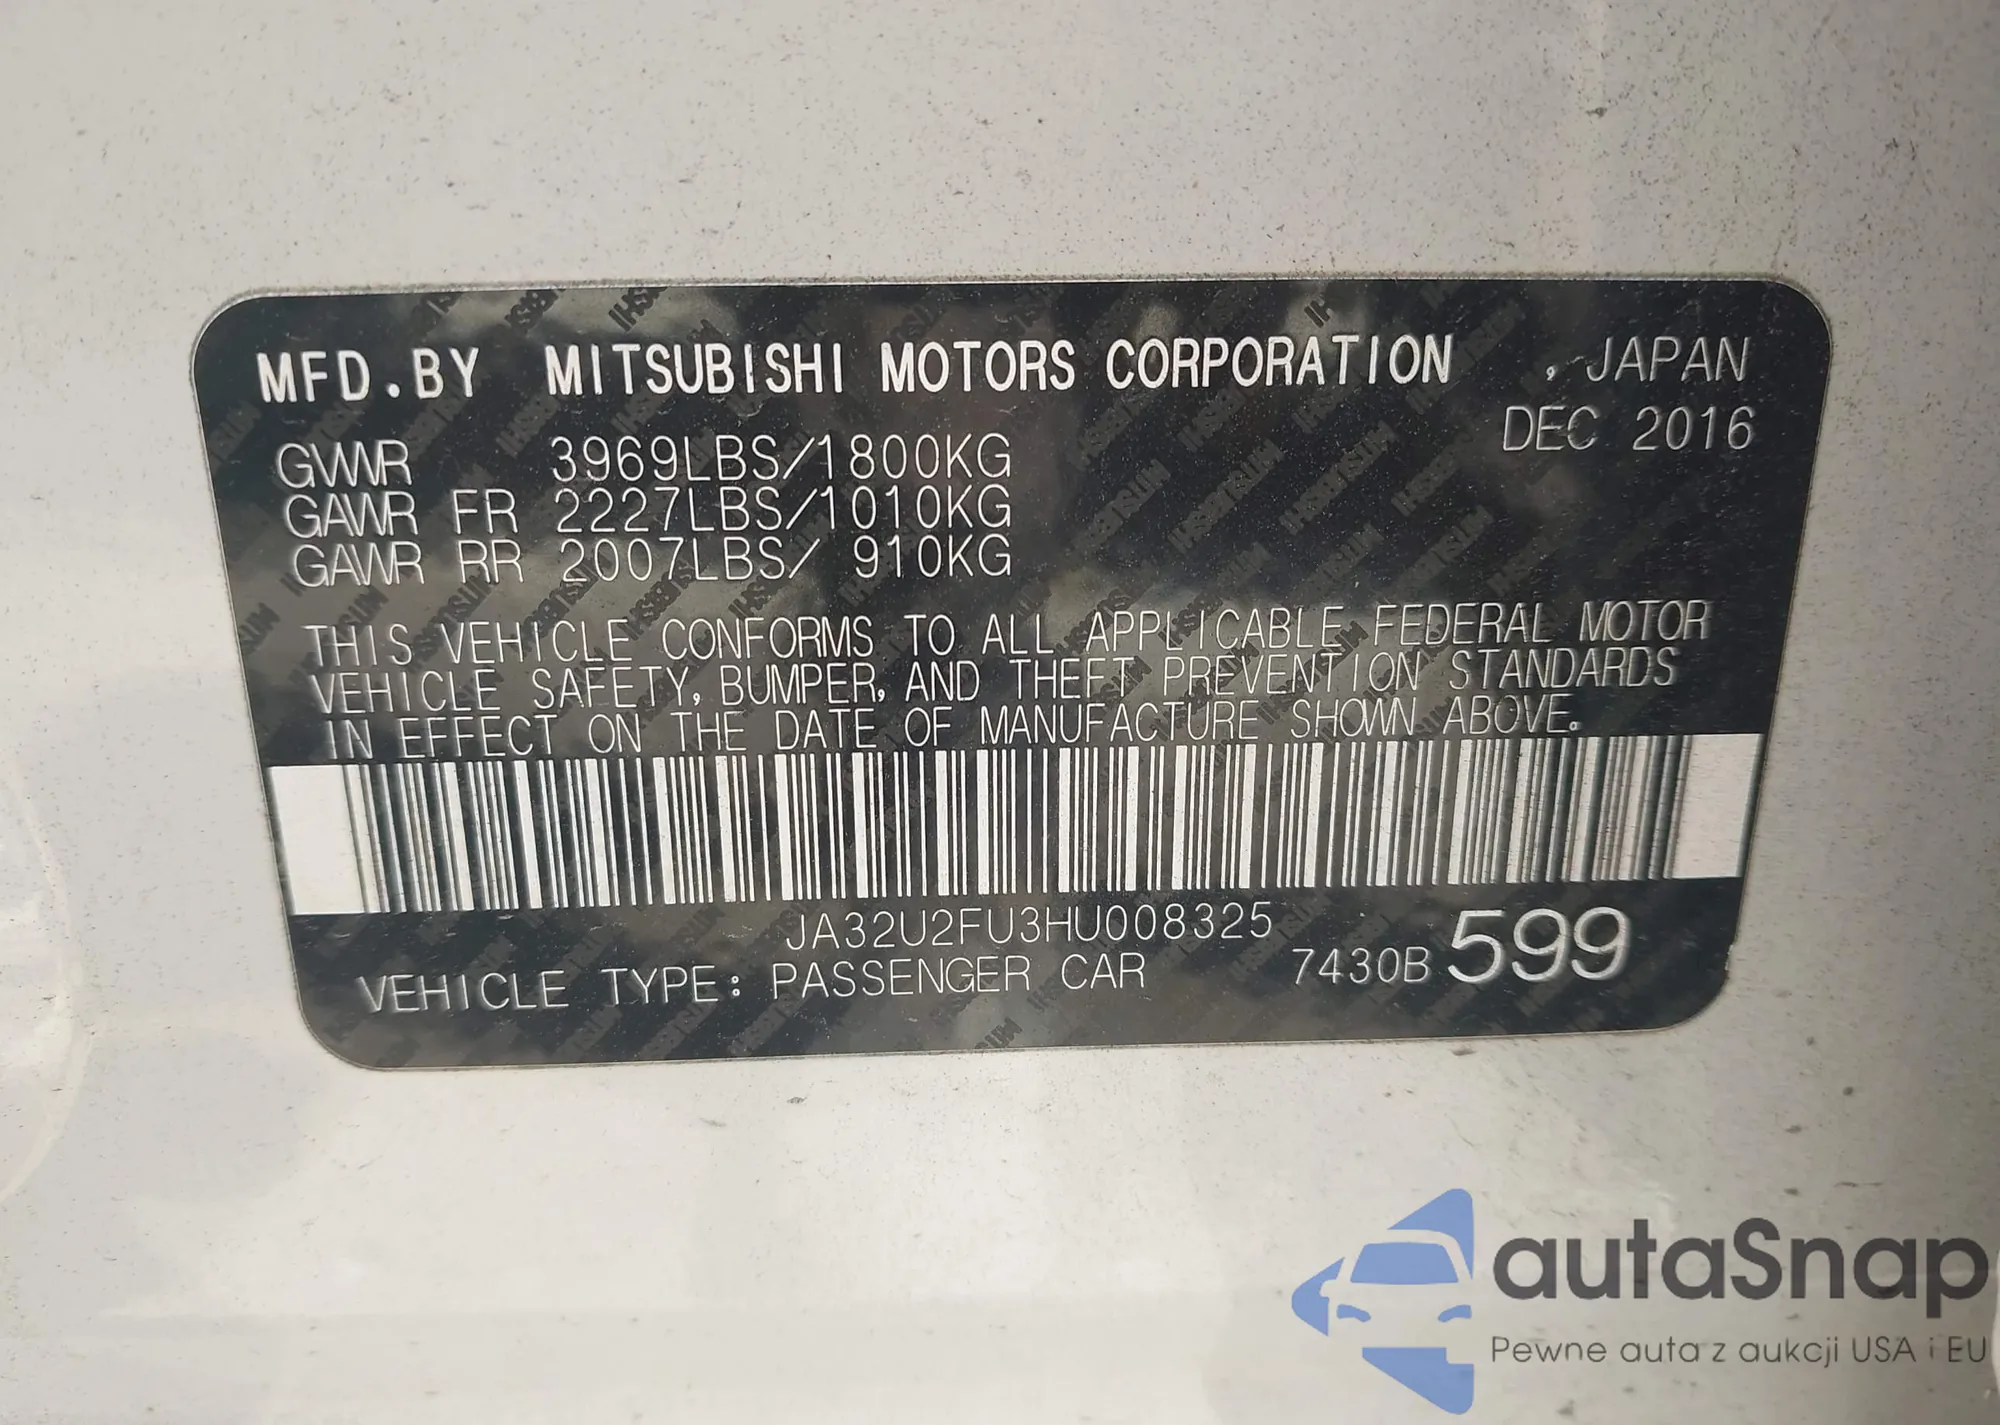 MFD.BY MITSUBISHI MOTORS CORPORATION , JAPAN
DEC 2016
GVWR 3969LBS/1800KG
GAWR FR 2227LBS/1010KG
GAWR RR 2007LBS/ 910KG
THIS VEHICLE CONFORMS TO ALL APPLICABLE FEDERAL MOTOR
VEHICLE SAFETY, BUMPER, AND THEFT PREVENTION STANDARDS
IN EFFECT ON THE DATE OF MANUFACTURE SHOWN ABOVE.
JA32U2FU3HU008325
VEHICLE TYPE: PASSENGER CAR 7430B 599
autaSnap
Pewne auta z aukcji USA i EU